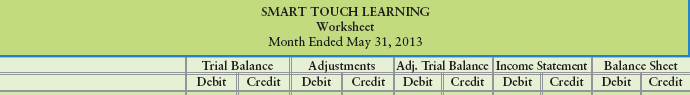 SMART TOUCH LEARNING
Worksheet
Month Ended May 31, 2013
Trial Balance Adjustments Adj. Trial Balance Income Statement Balance Sheet
Debit Credit Debit Credit Debit Credit Debit Credit Debit Credit